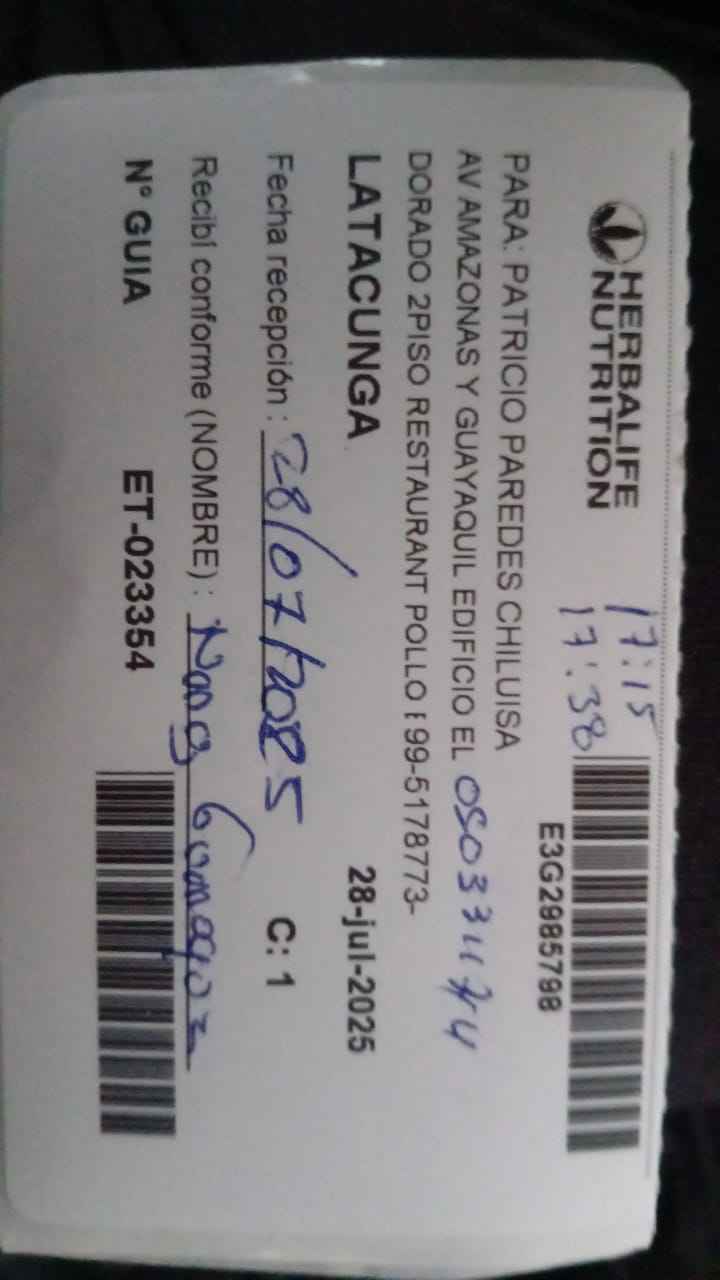 HERBALIFE
NUTRITION
17:15
17:38
E3G2985798
PARA: PATRICIO PAREDES CHILUISA
AV AMAZONAS Y GUAYAQUIL EDIFICIO EL
DORADO 2PISO RESTAURANT POLLO 99-5178773-
LATACUNGA 28-jul-2025
Fecha recepción : 28/07/2025 C: 1
Recibí conforme (NOMBRE) :
N° GUIA ET-023354